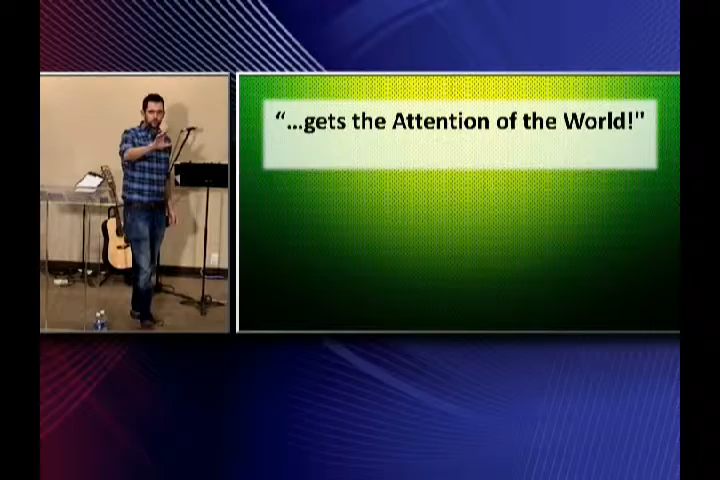 “...gets the Attention of the World!"